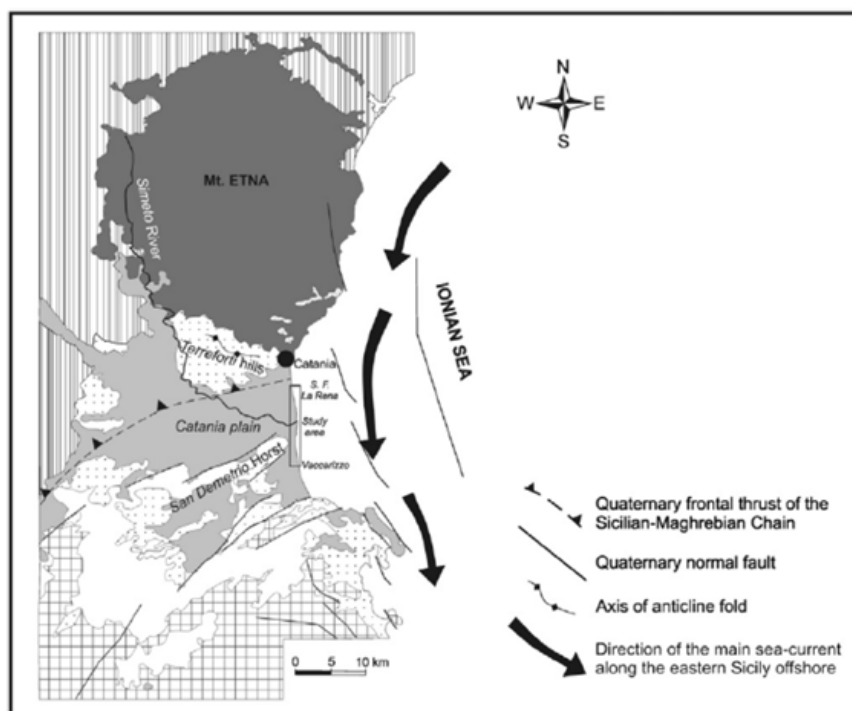 N
W E
S
Mt. ETNA
Simeto River
IONIAN SEA
Terreforti hills
Catania
S. F.
La Rena
Catania plain
Study
area
San Demetrio Horst
Vaccarizzo
0 5 10 km
Quaternary frontal thrust of the
Sicilian-Maghrebian Chain
Quaternary normal fault
Axis of anticline fold
Direction of the main sea-current
along the eastern Sicily offshore